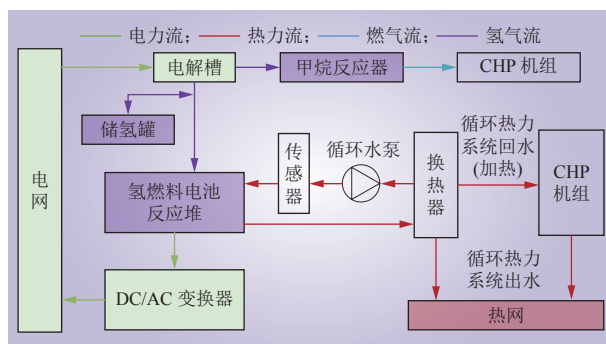 电力流； 热力流； 燃气流； 氢气流
电解槽
甲烷反应器
CHP 机组
储氢罐
电
网
氢燃料电池
反应堆
传
感
器
循环水泵
换
热
器
循环热力
系统回水
(加热)
CHP
机组
DC/AC 变换器
循环热力
系统出水
热网